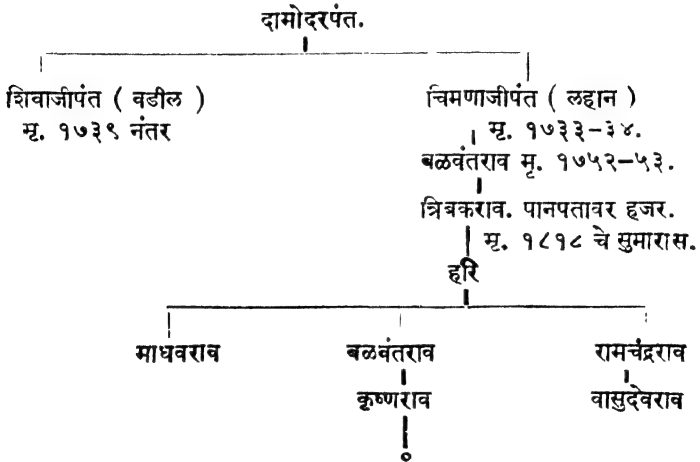 दामोदरपंत.
शिवाजीपंत ( वडील )
मृ. १७३९ नंतर
चिमणाजीपंत ( लहान )
मृ. १७३३-३४.
बळवंतराव मृ. १७५२-५३.
त्रिंबकराव. पानपतावर हजर.
मृ. १८१८ चे सुमारास.
हरि
माधवराव बळवंतराव रामचंद्रराव
कृष्णराव वासुदेवराव
०